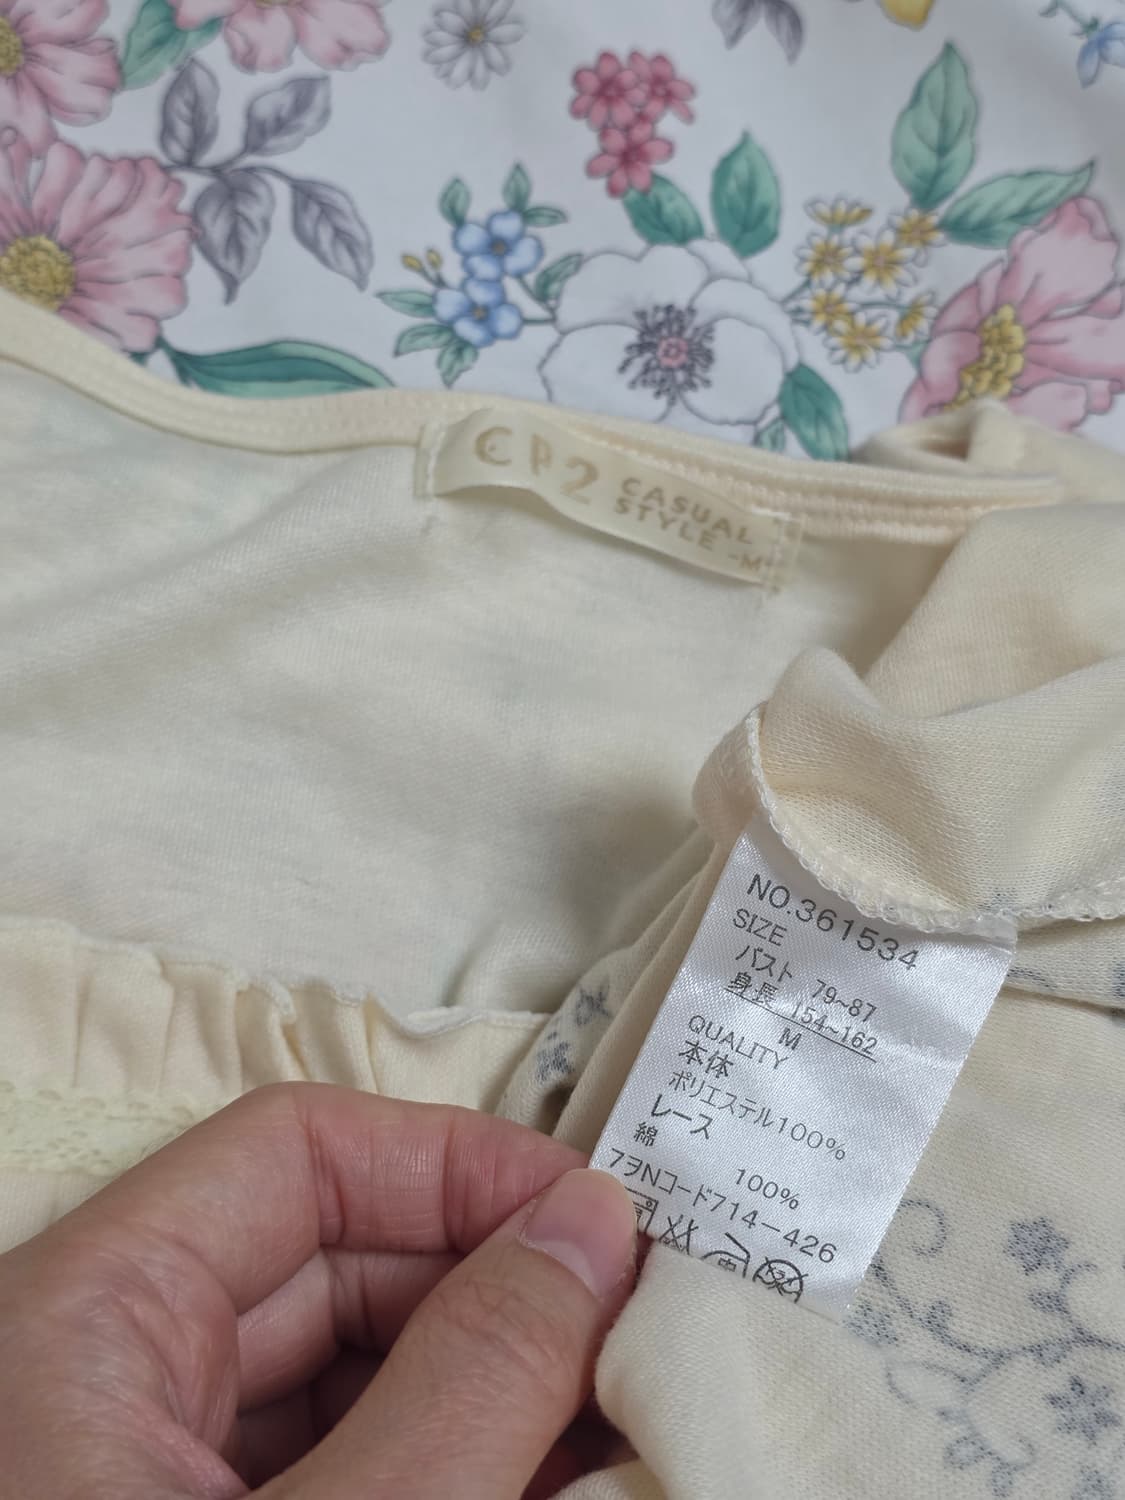 CP2 CASUAL
STYLE -M-
NO.361534
SIZE
バスト 79~87
身長 154~162
M
QUALITY
本体
ポリエステル100%
レース
綿 100%
フヨNコード714-426